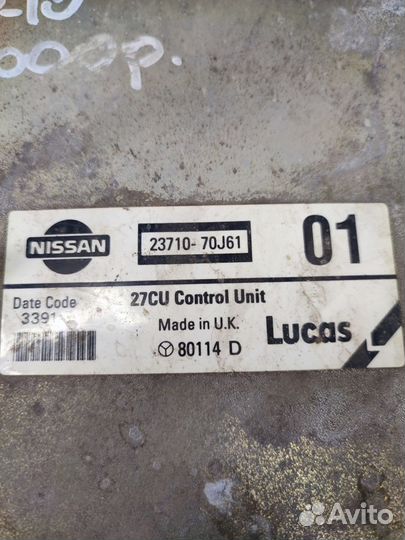 NISSAN
23710-70J61
01
Date Code
3391
27CU Control Unit
Made in U.K.
80114 D
Lucas
Avito